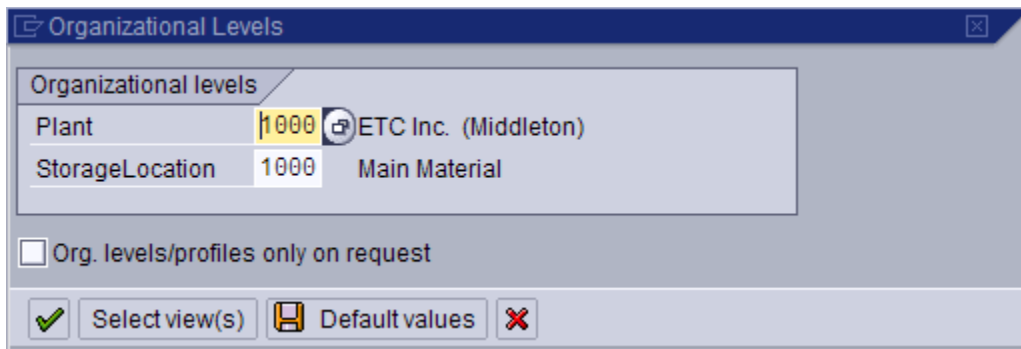 Organizational Levels
Organizational levels
Plant 1000 ETC Inc. (Middleton)
StorageLocation 1000 Main Material
Org. levels/profiles only on request
Select view(s) Default values